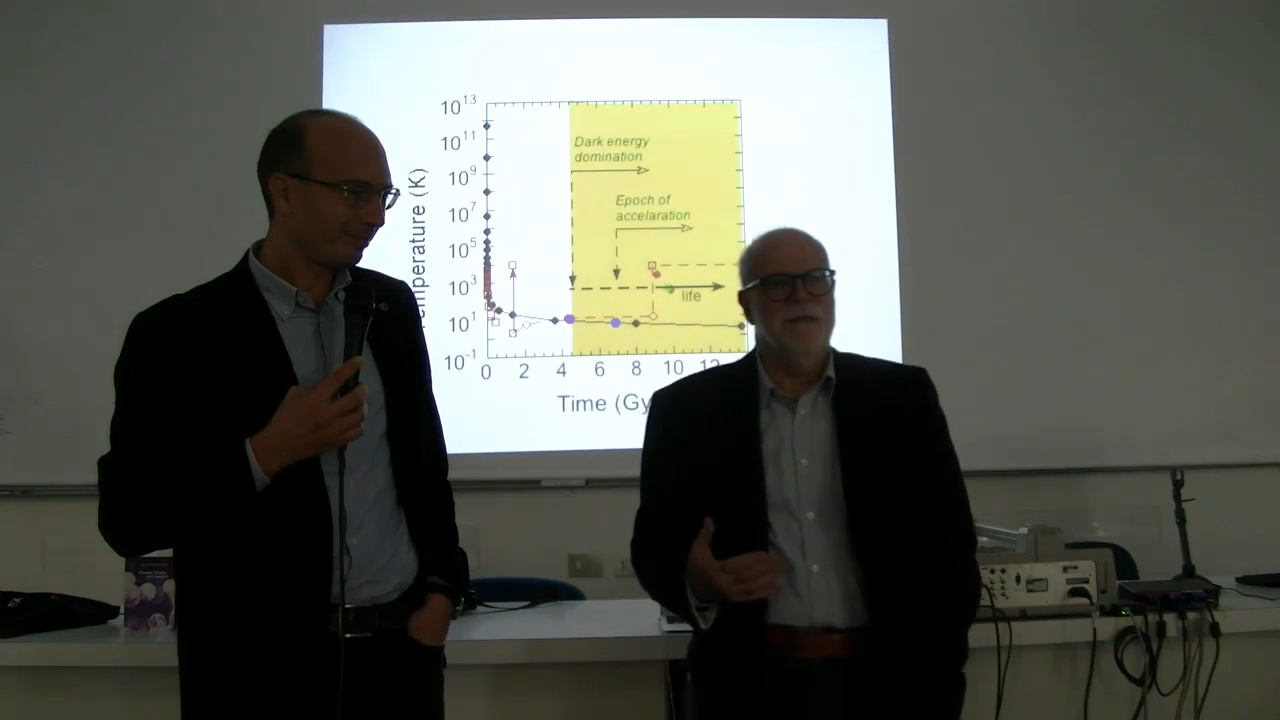 10^13
10^11
10^9
10^7
10^5
10^3
10^1
10^-1
Temperature (K)
Dark energy
domination
Epoch of
accelaration
life
0 2 4 6 8 10 12
Time (Gy